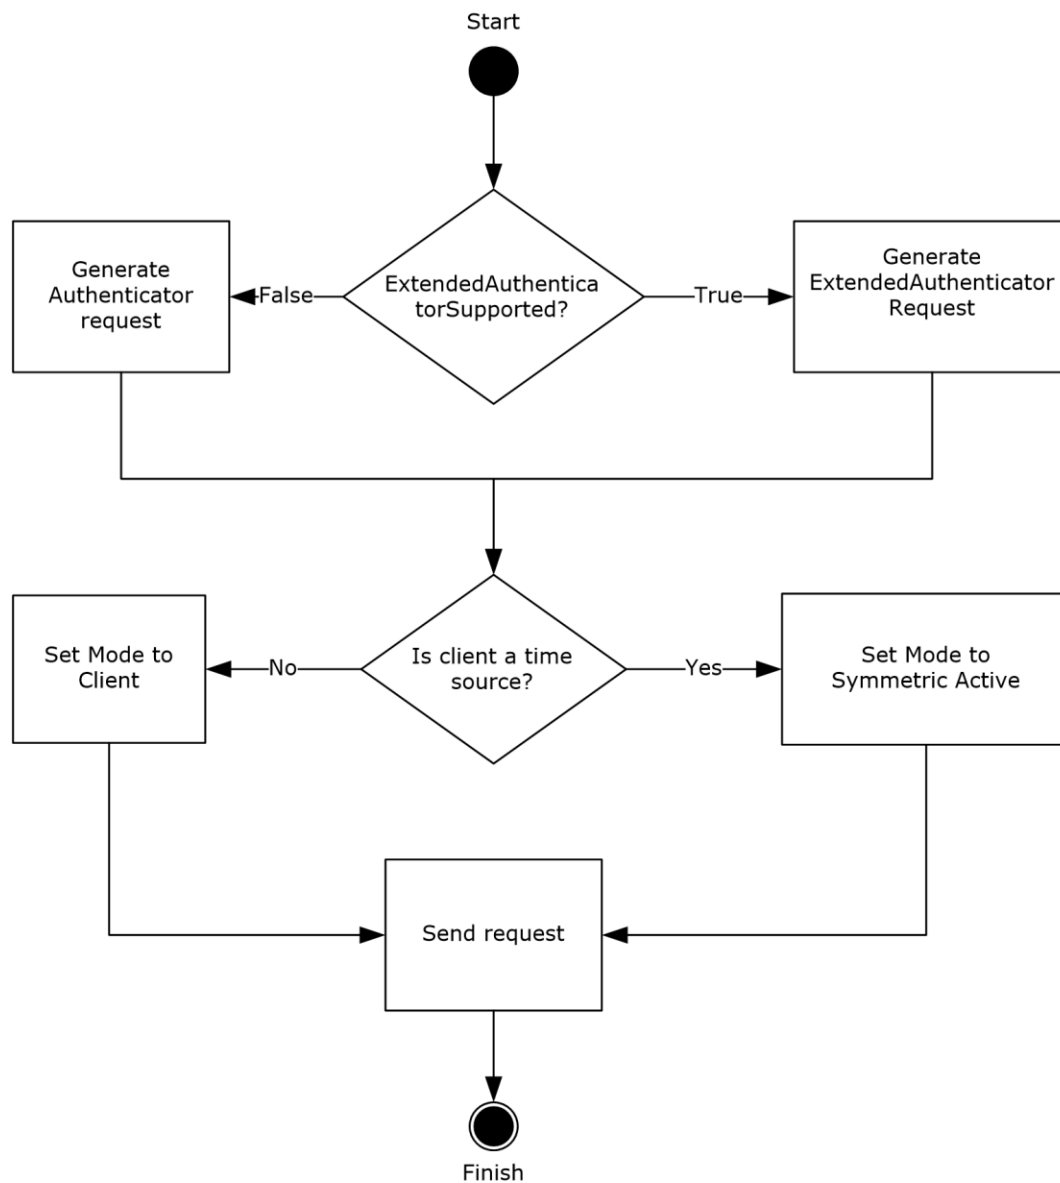 Start
Generate
Authenticator
request
False
ExtendedAuthentica
torSupported?
True
Generate
ExtendedAuthenticator
Request
Set Mode to
Client
No
Is client a time
source?
Yes
Set Mode to
Symmetric Active
Send request
Finish